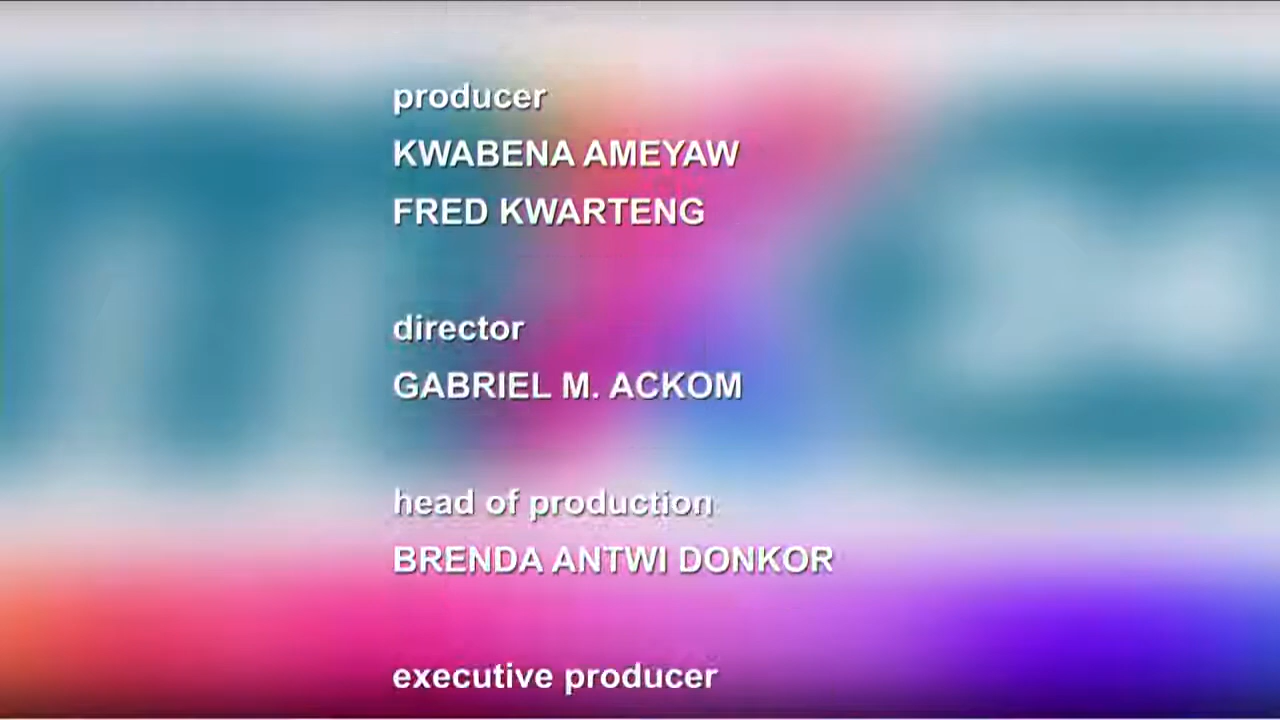 producer
KWABENA AMEYAW
FRED KWARTENG
director
GABRIEL M. ACKOM
head of production
BRENDA ANTWI DONKOR
executive producer